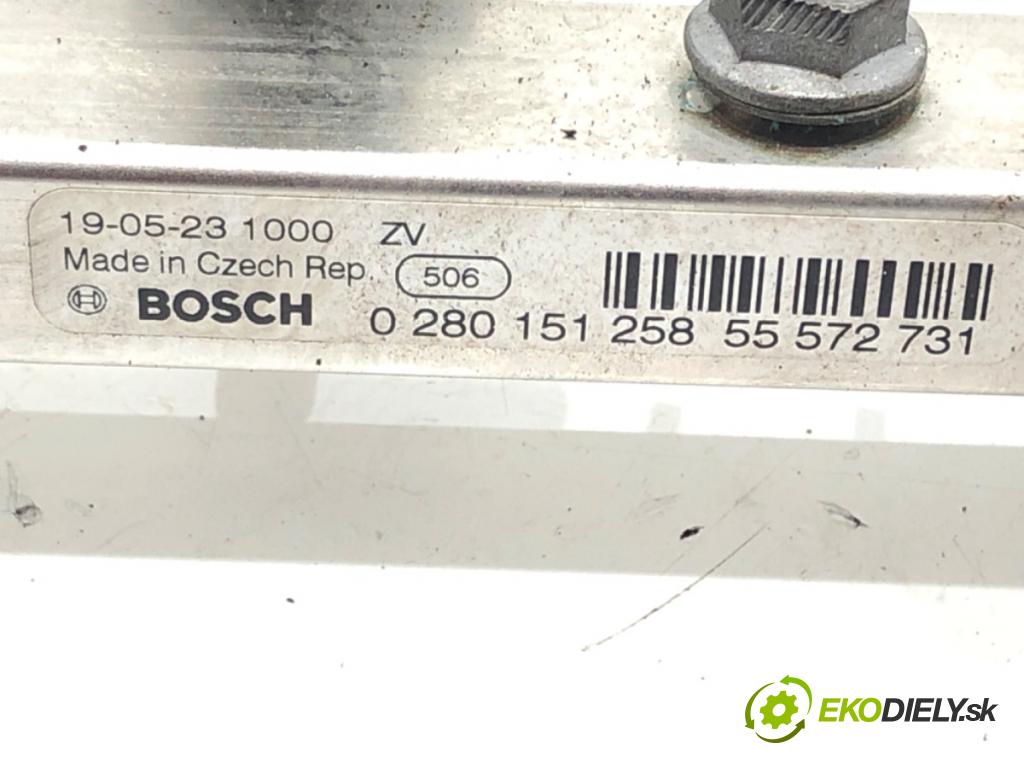 19-05-23 1000 ZV
Made in Czech Rep. 506
BOSCH 0 280 151 258 55 572 731
EKODIELY.sk